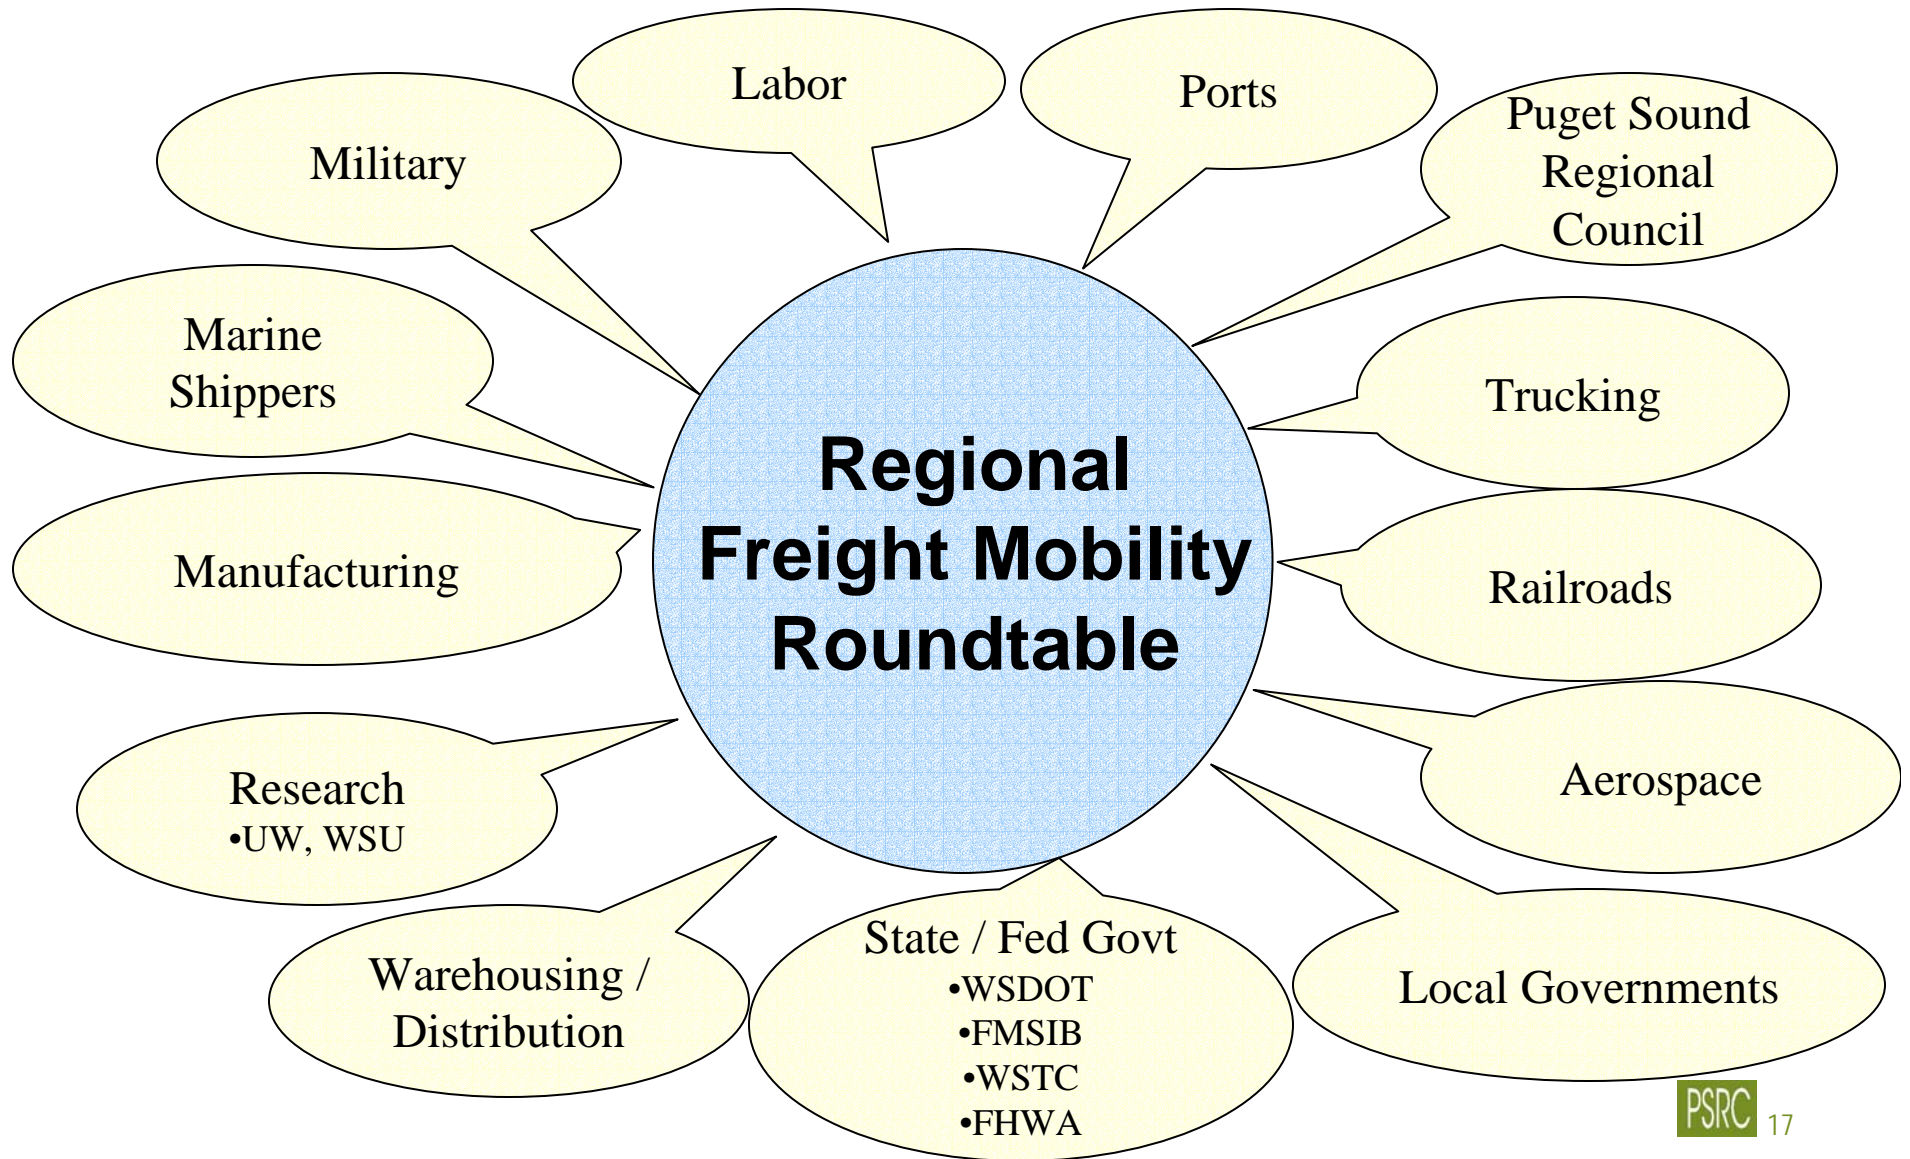 Labor
Ports
Puget Sound
Regional
Council
Military
Marine
Shippers
Trucking
Regional
Freight Mobility
Roundtable
Manufacturing
Railroads
Research
•UW, WSU
Aerospace
Warehousing /
Distribution
State / Fed Govt
•WSDOT
•FMSIB
•WSTC
•FHWA
Local Governments
PSRC
17